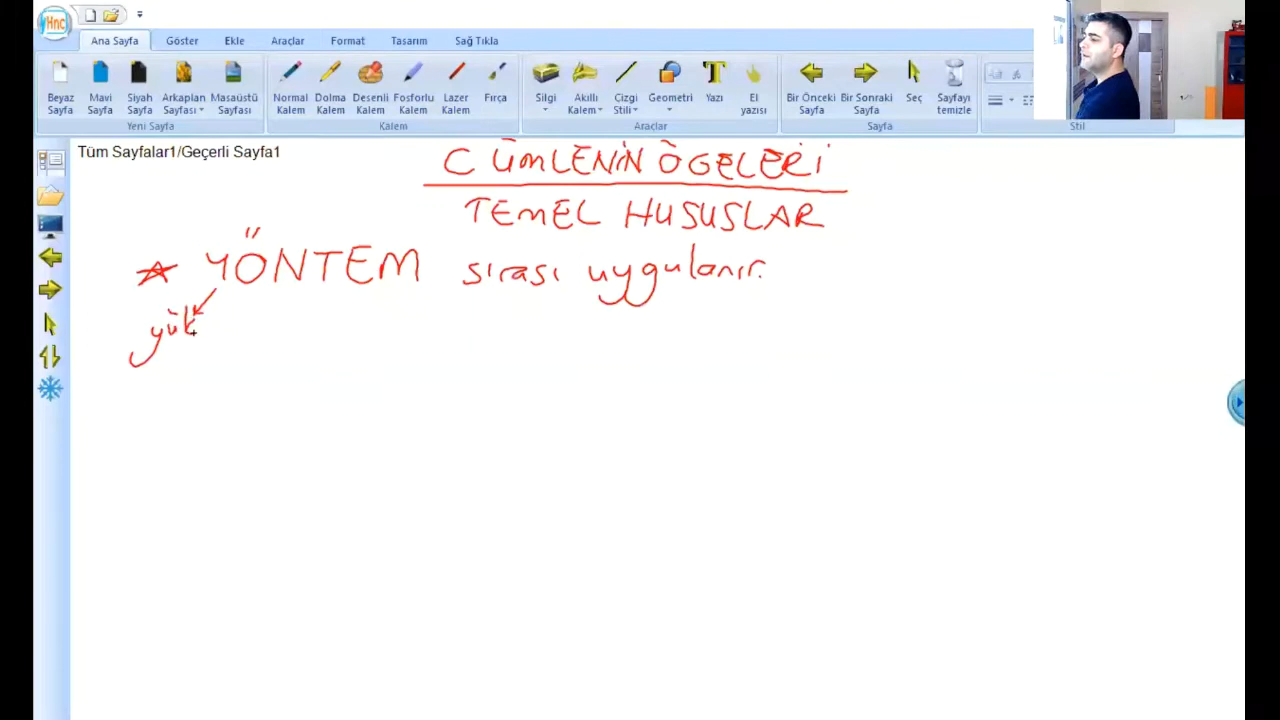 Hnc
Ana Sayfa Göster Ekle Araçlar Format Tasarım Sağ Tıkla
Beyaz Sayfa Mavi Sayfa Siyah Sayfa Arkaplan Sayfası Masaüstü Sayfa Normal Kalem Dolma Kalem Desenli Kalem Fosforlu Kalem Lazer Kalem Fırça Silgi Akıllı Kalem Çizgi Stili Geometri Yazı El yazısı Bir Önceki Sayfa Bir Sonraki Sayfa Seç Sayfayı temizle
Yeni Sayfa Kalem Araçlar Sayfa Stil
Tüm Sayfalar1/Geçerli Sayfa1
CÜMLENİN ÖGELERİ
TEMEL HUSUSLAR
YÖNTEM sırası uygulanır.
yük